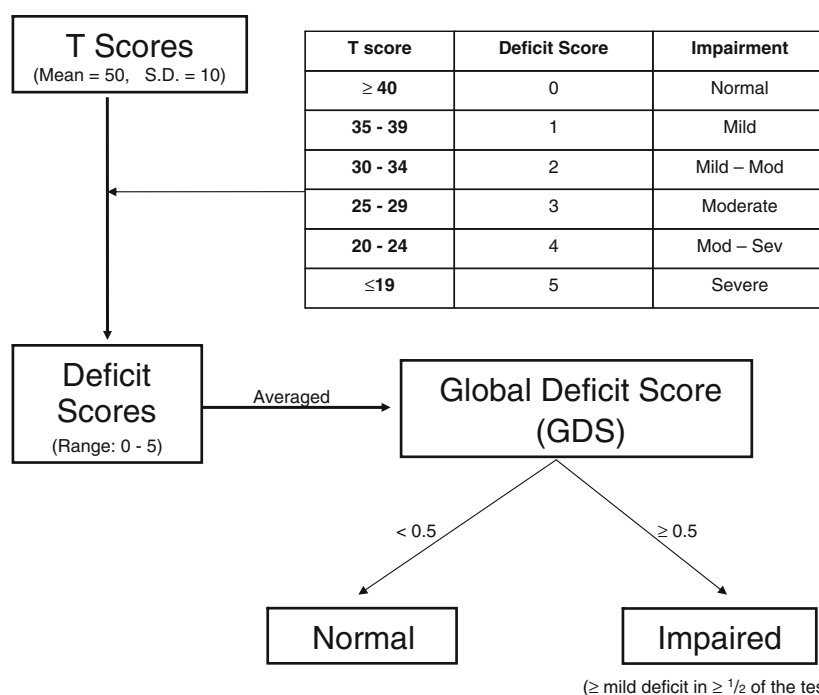 T Scores
(Mean = 50, S.D. = 10)
T score Deficit Score Impairment
≥ 40 0 Normal
35 - 39 1 Mild
30 - 34 2 Mild – Mod
25 - 29 3 Moderate
20 - 24 4 Mod – Sev
≤19 5 Severe
Deficit
Scores
(Range: 0 - 5)
Averaged
Global Deficit Score
(GDS)
< 0.5
≥ 0.5
Normal
Impaired
(≥ mild deficit in ≥ 1/2 of the